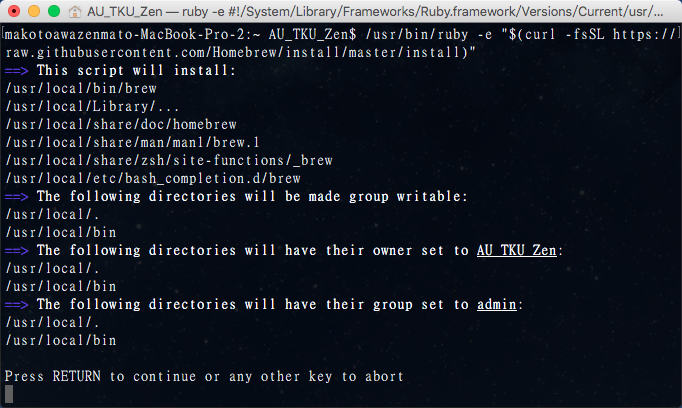 AU_TKU_Zen — ruby -e #!/System/Library/Frameworks/Ruby.framework/Versions/Current/usr/...
makotoawazenmato-MacBook-Pro-2:~ AU_TKU_Zen$ /usr/bin/ruby -e "$(curl -fsSL https://
raw.githubusercontent.com/Homebrew/install/master/install)"
==> This script will install:
/usr/local/bin/brew
/usr/local/Library/...
/usr/local/share/doc/homebrew
/usr/local/share/man/man1/brew.1
/usr/local/share/zsh/site-functions/_brew
/usr/local/etc/bash_completion.d/brew
==> The following directories will be made group writable:
/usr/local/.
/usr/local/bin
==> The following directories will have their owner set to AU_TKU_Zen:
/usr/local/.
/usr/local/bin
==> The following directories will have their group set to admin:
/usr/local/.
/usr/local/bin
Press RETURN to continue or any other key to abort